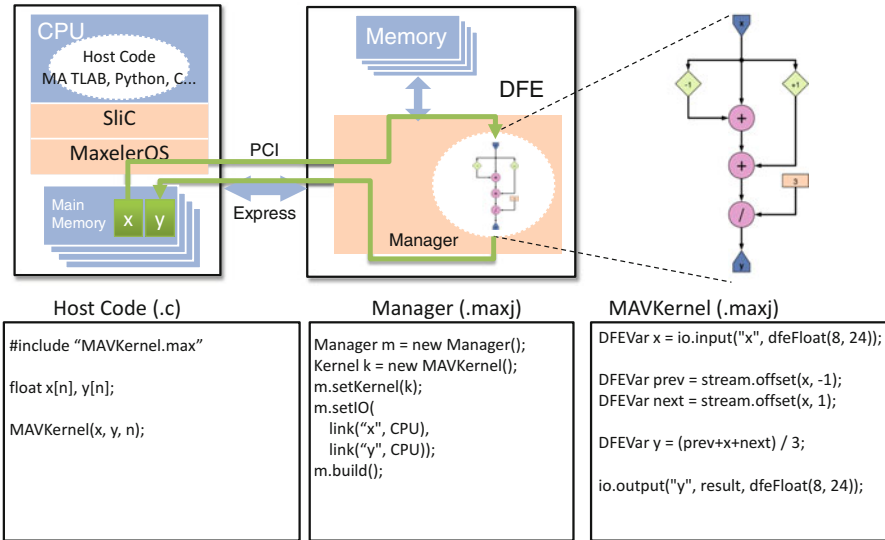 CPU
Host Code
MA TLAB, Python, C...
SliC
MaxelerOS
Main
Memory
x
y
PCI
Express
Memory
DFE
Manager
x
-1
+1
+
+
3
/
y
Host Code (.c)
#include “MAVKernel.max”
float x[n], y[n];
MAVKernel(x, y, n);
Manager (.maxj)
Manager m = new Manager();
Kernel k = new MAVKernel();
m.setKernel(k);
m.setIO(
link(“x", CPU),
link(“y", CPU));
m.build();
MAVKernel (.maxj)
DFEVar x = io.input("x", dfeFloat(8, 24));
DFEVar prev = stream.offset(x, -1);
DFEVar next = stream.offset(x, 1);
DFEVar y = (prev+x+next) / 3;
io.output("y", result, dfeFloat(8, 24));